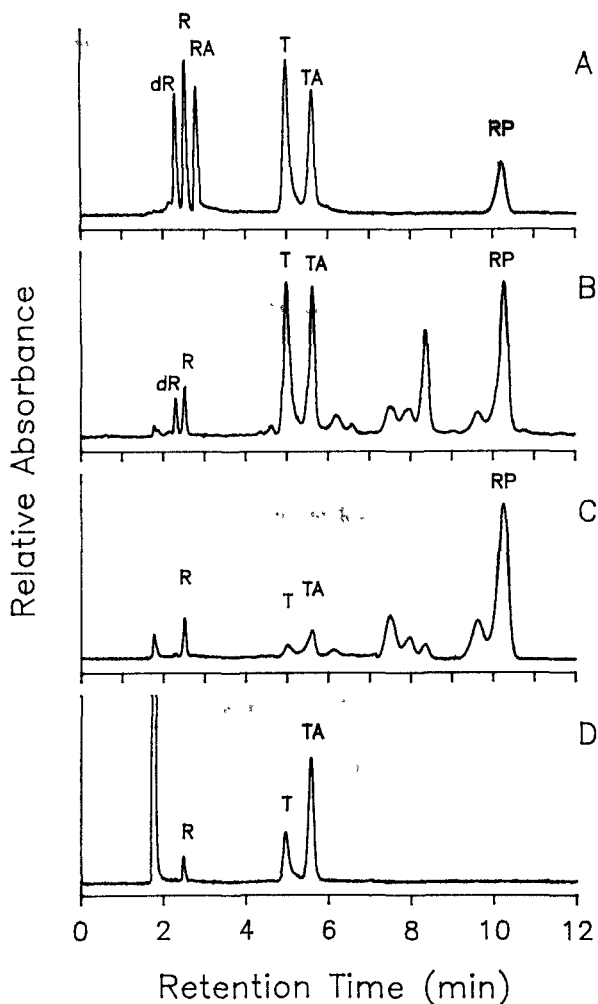 A
dR
R
RA
T
TA
RP
B
dR
R
T
TA
RP
C
R
T
TA
RP
D
R
T
TA
0 2 4 6 8 10 12
Retention Time (min)
Relative Absorbance